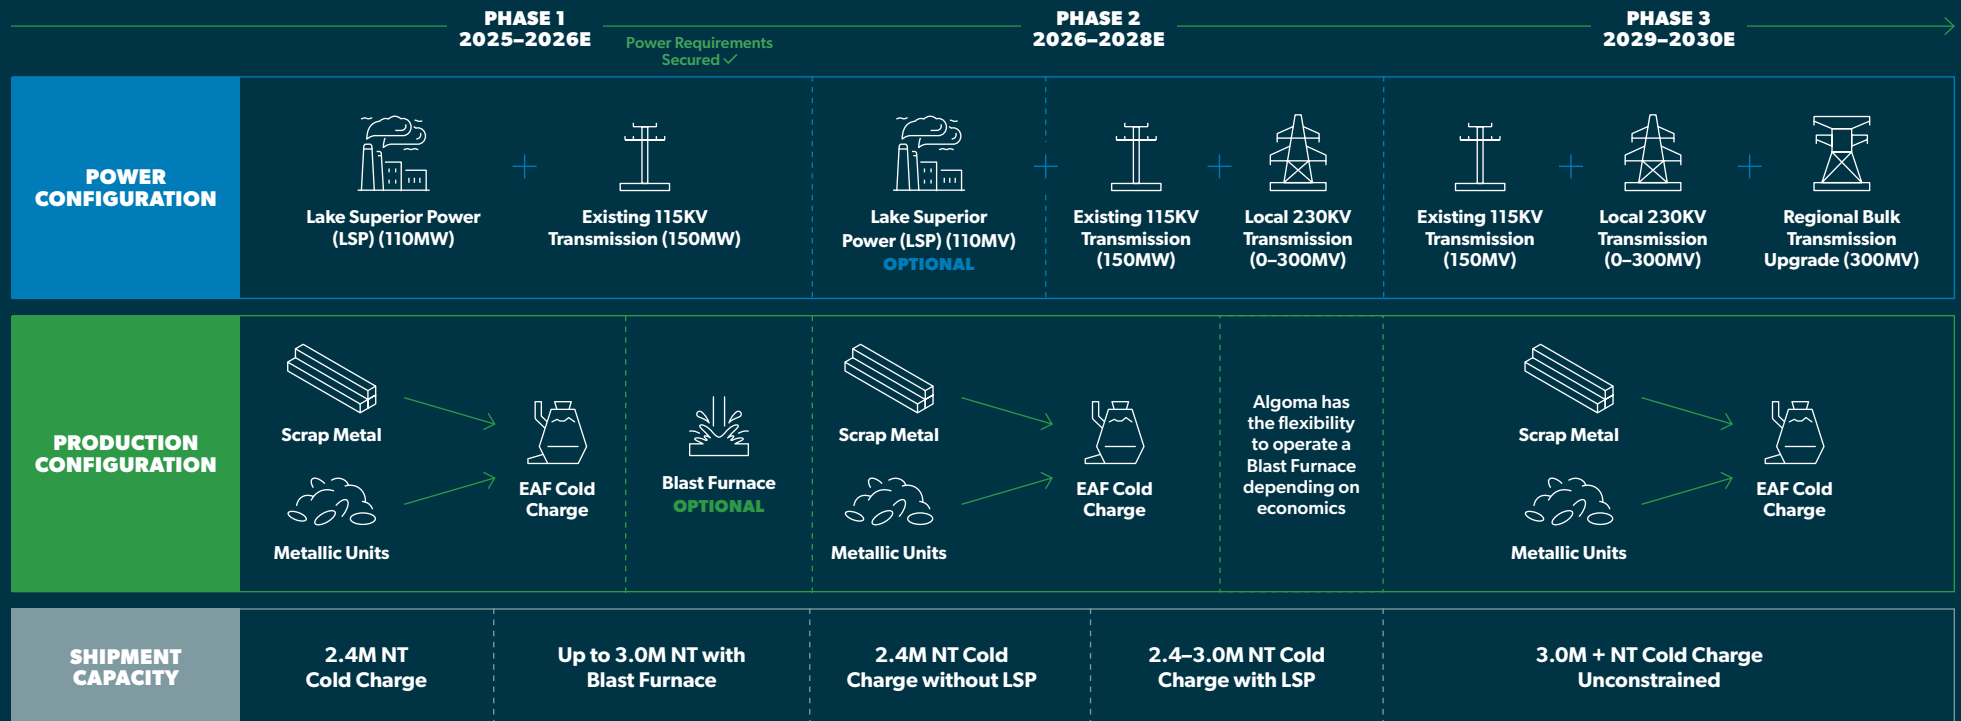 PHASE 1
2025–2026E
Power Requirements
Secured ✓
PHASE 2
2026–2028E
PHASE 3
2029–2030E
POWER
CONFIGURATION
Lake Superior Power
(LSP) (110MW)
Existing 115KV
Transmission (150MW)
Lake Superior
Power (LSP) (110MV)
OPTIONAL
Existing 115KV
Transmission
(150MW)
Local 230KV
Transmission
(0–300MV)
Existing 115KV
Transmission
(150MV)
Local 230KV
Transmission
(0–300MV)
Regional Bulk
Transmission
Upgrade (300MV)
PRODUCTION
CONFIGURATION
Scrap Metal
Metallic Units
EAF Cold
Charge
Blast Furnace
OPTIONAL
Scrap Metal
Metallic Units
EAF Cold
Charge
Algoma has
the flexibility
to operate a
Blast Furnace
depending on
economics
Scrap Metal
Metallic Units
EAF Cold
Charge
SHIPMENT
CAPACITY
2.4M NT
Cold Charge
Up to 3.0M NT with
Blast Furnace
2.4M NT Cold
Charge without LSP
2.4–3.0M NT Cold
Charge with LSP
3.0M + NT Cold Charge
Unconstrained